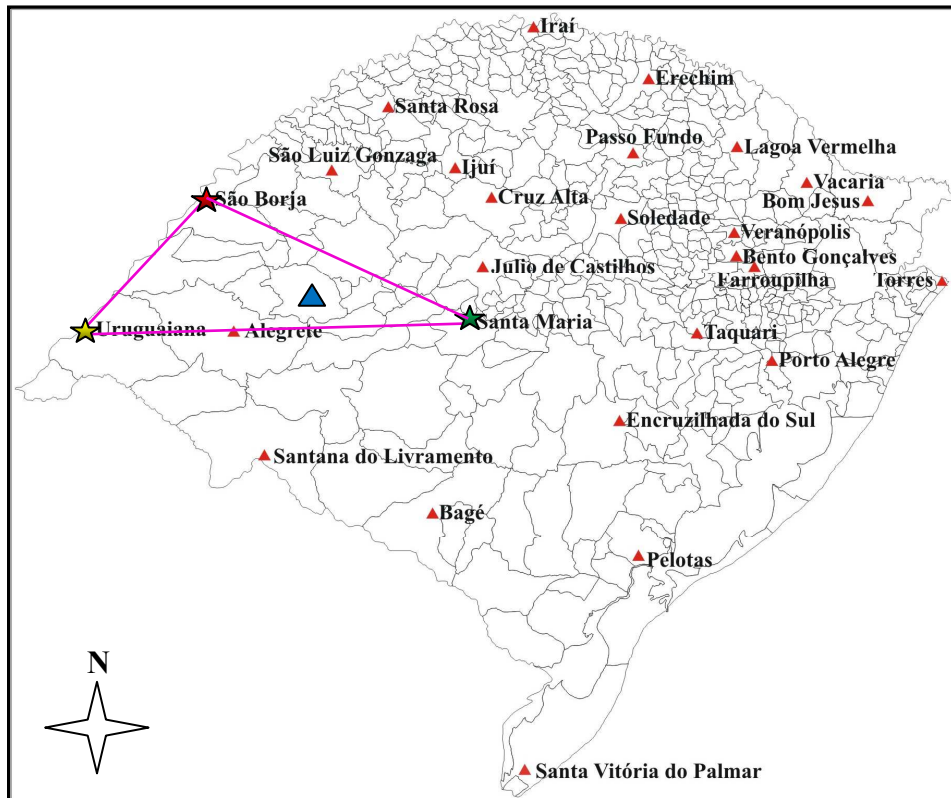 Iraí
Erechim
Santa Rosa
Passo Fundo
Lagoa Vermelha
São Luiz Gonzaga
Ijuí
Vacaria
São Borja
Cruz Alta
Bom Jesus
Soledade
Veranópolis
Bento Gonçalves
Julio de Castilhos
Farroupilha
Torres
Santa Maria
Uruguaiana
Alegrete
Taquari
Porto Alegre
Encruzilhada do Sul
Santana do Livramento
Bagé
Pelotas
N
Santa Vitória do Palmar